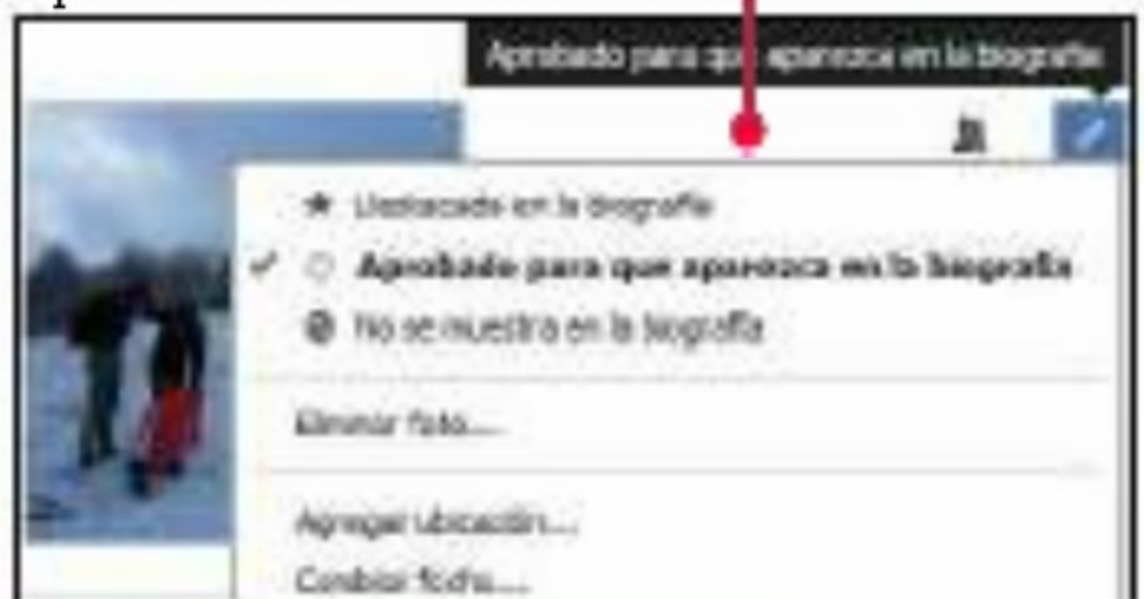 Aprobado para que aparezca en la biografía
Destacado en la biografía
Aprobado para que aparezca en la biografía
No se muestra en la biografía
Eliminar foto...
Agregar ubicación...
Cambiar fecha...